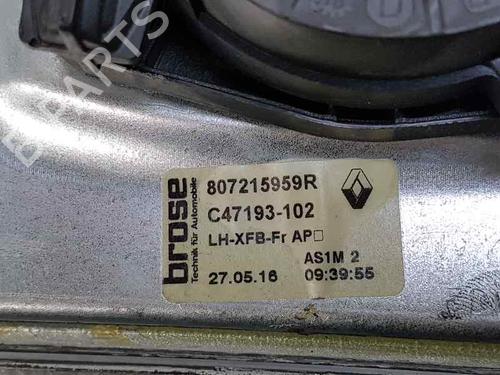 PARTS
brose
Technik für Automobile
807215959R
C47193-102
LH-XFB-Fr AP□
AS1M 2
27.05.16 09:39:55